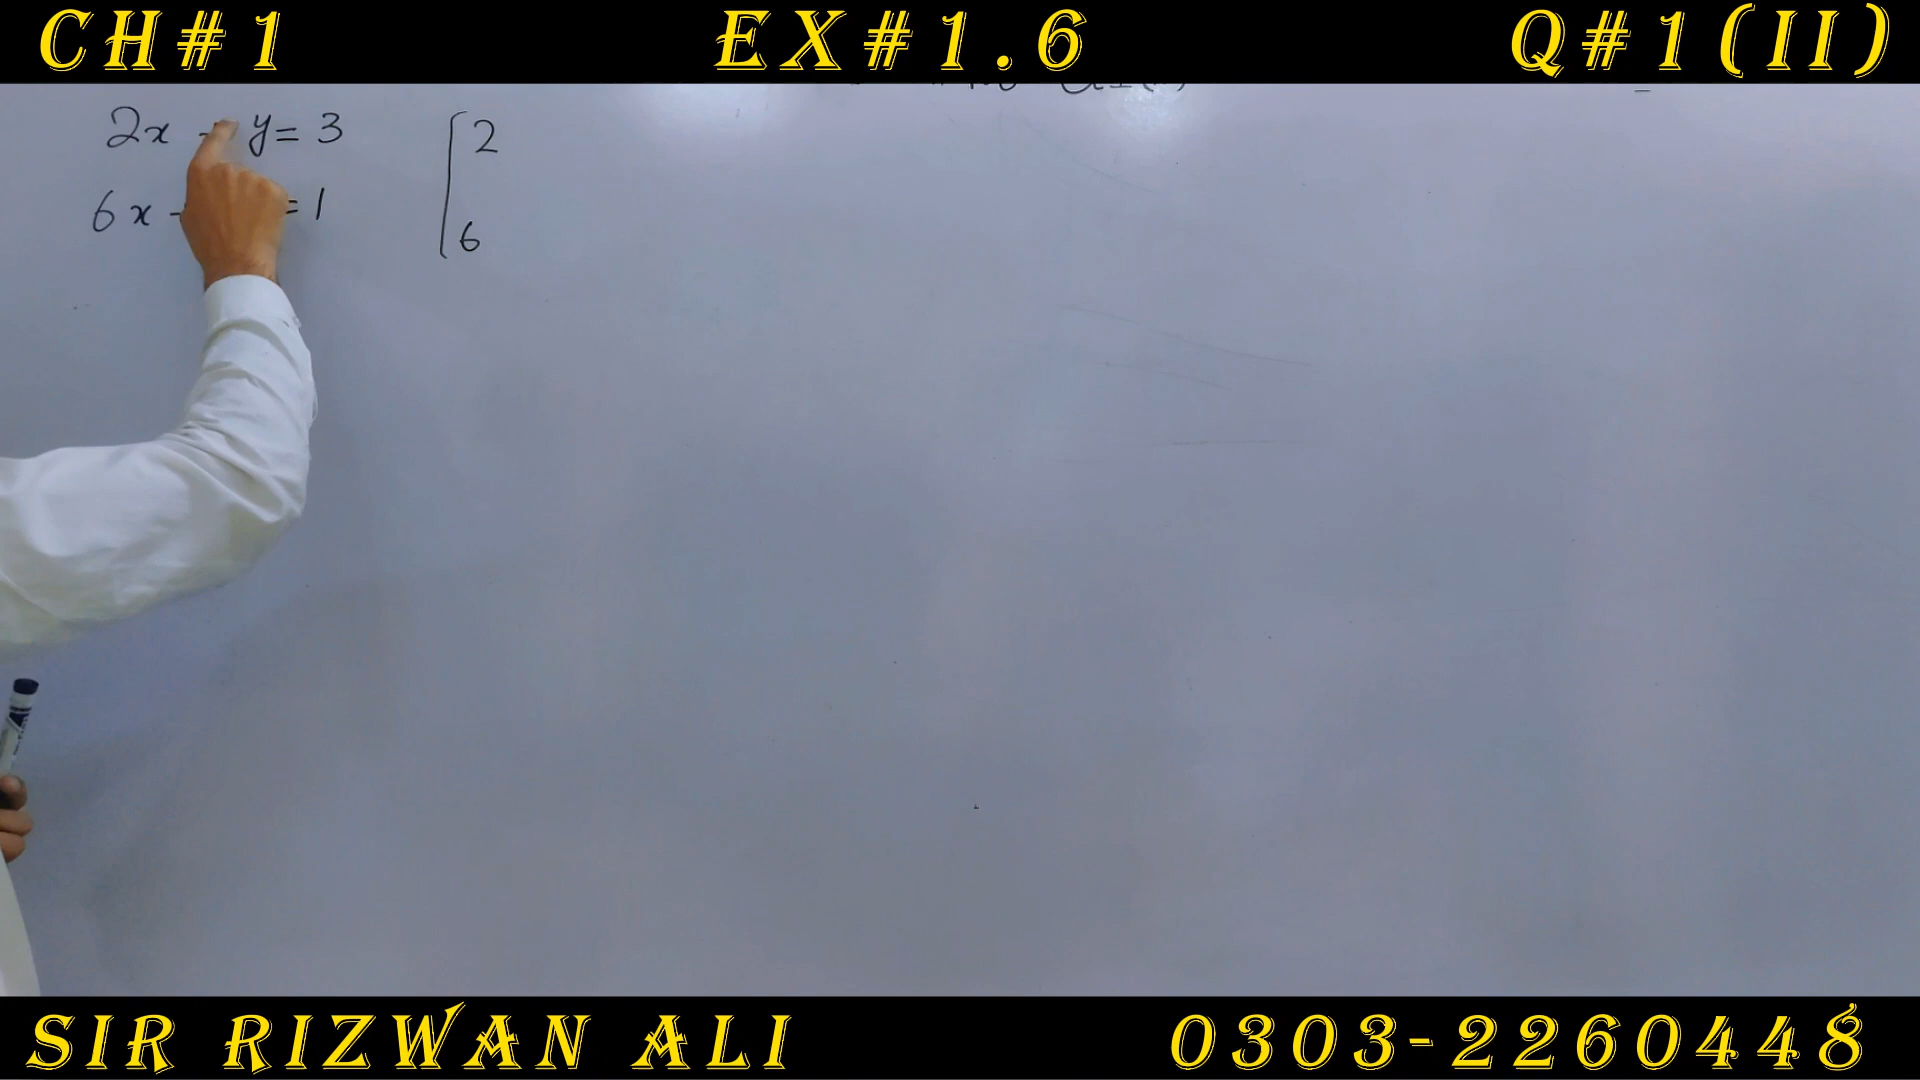 CH#1 EX#1.6 Q#1(II)
2x - y = 3 [2
6x - = 1 6
SIR RIZWAN ALI 0303-2260448